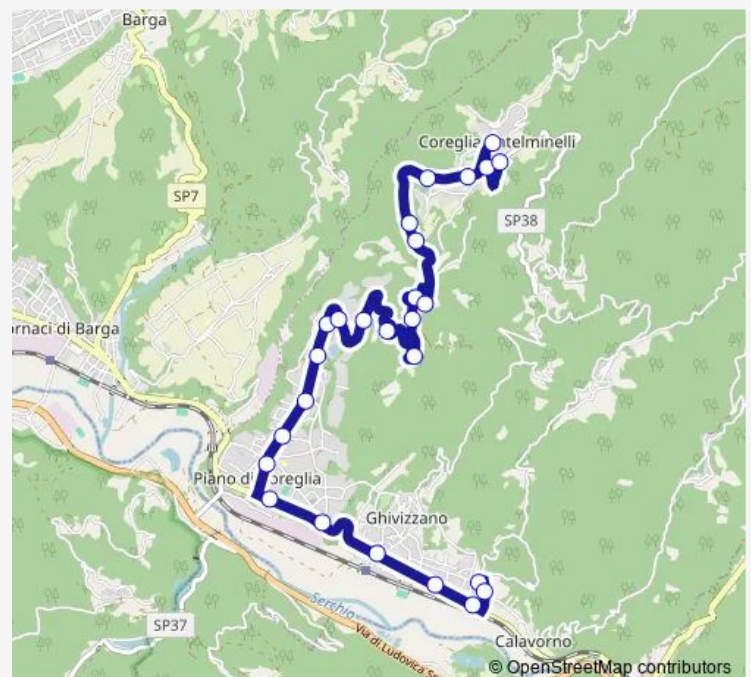 Barga
Coreglia
telminelli
SP7
SP38
ornaci di Barga
Piano d
oreglia
Ghivizzano
Serchio
SP37
Via di Ludovica S
Calavorno
© OpenStreetMap contributors